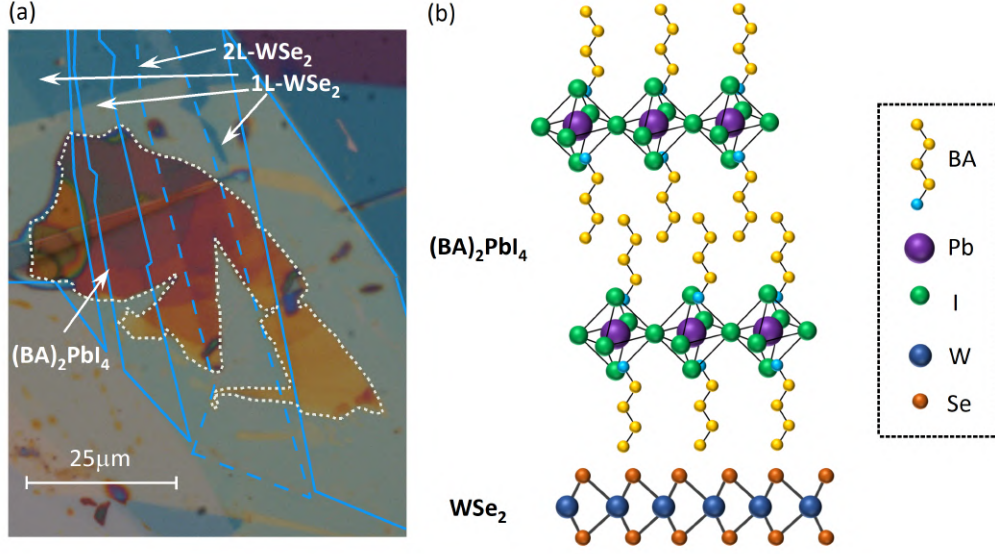 (a)
2L-WSe₂
1L-WSe₂
(BA)₂PbI₄
25μm
(b)
(BA)₂PbI₄
WSe₂
BA
Pb
I
W
Se